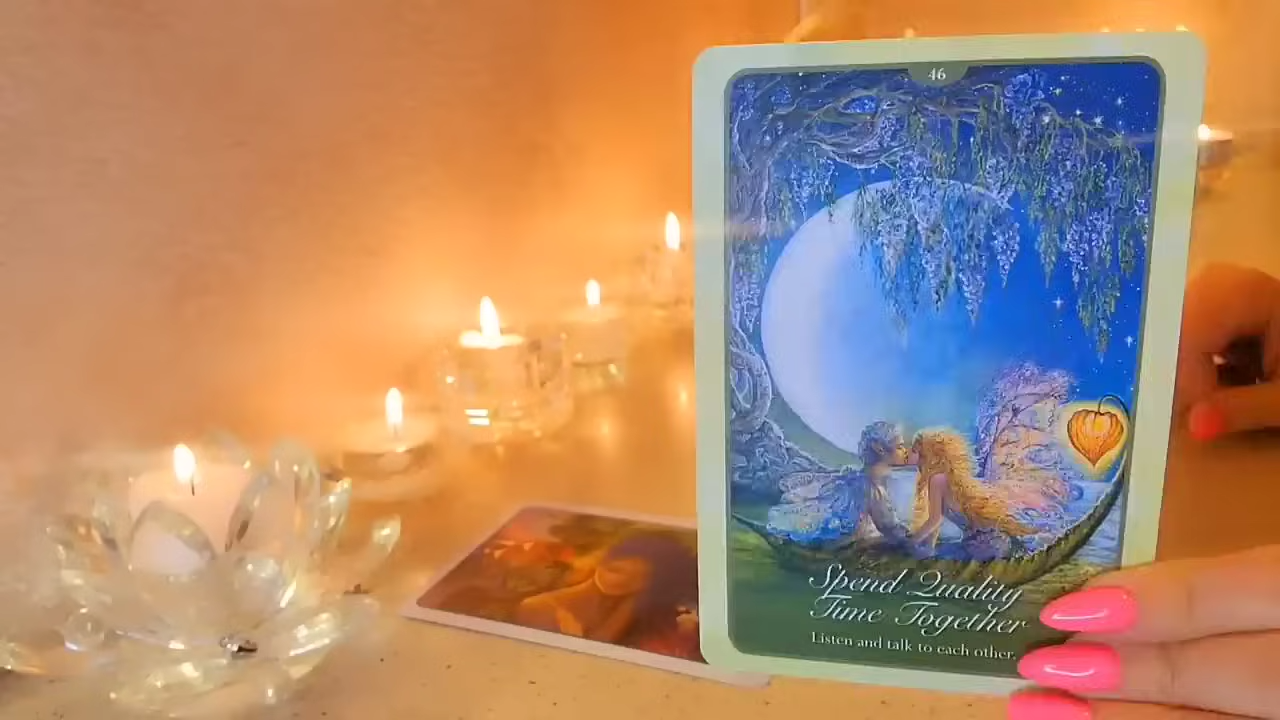 46
Spend Quality
Time Together
Listen and talk to each other.